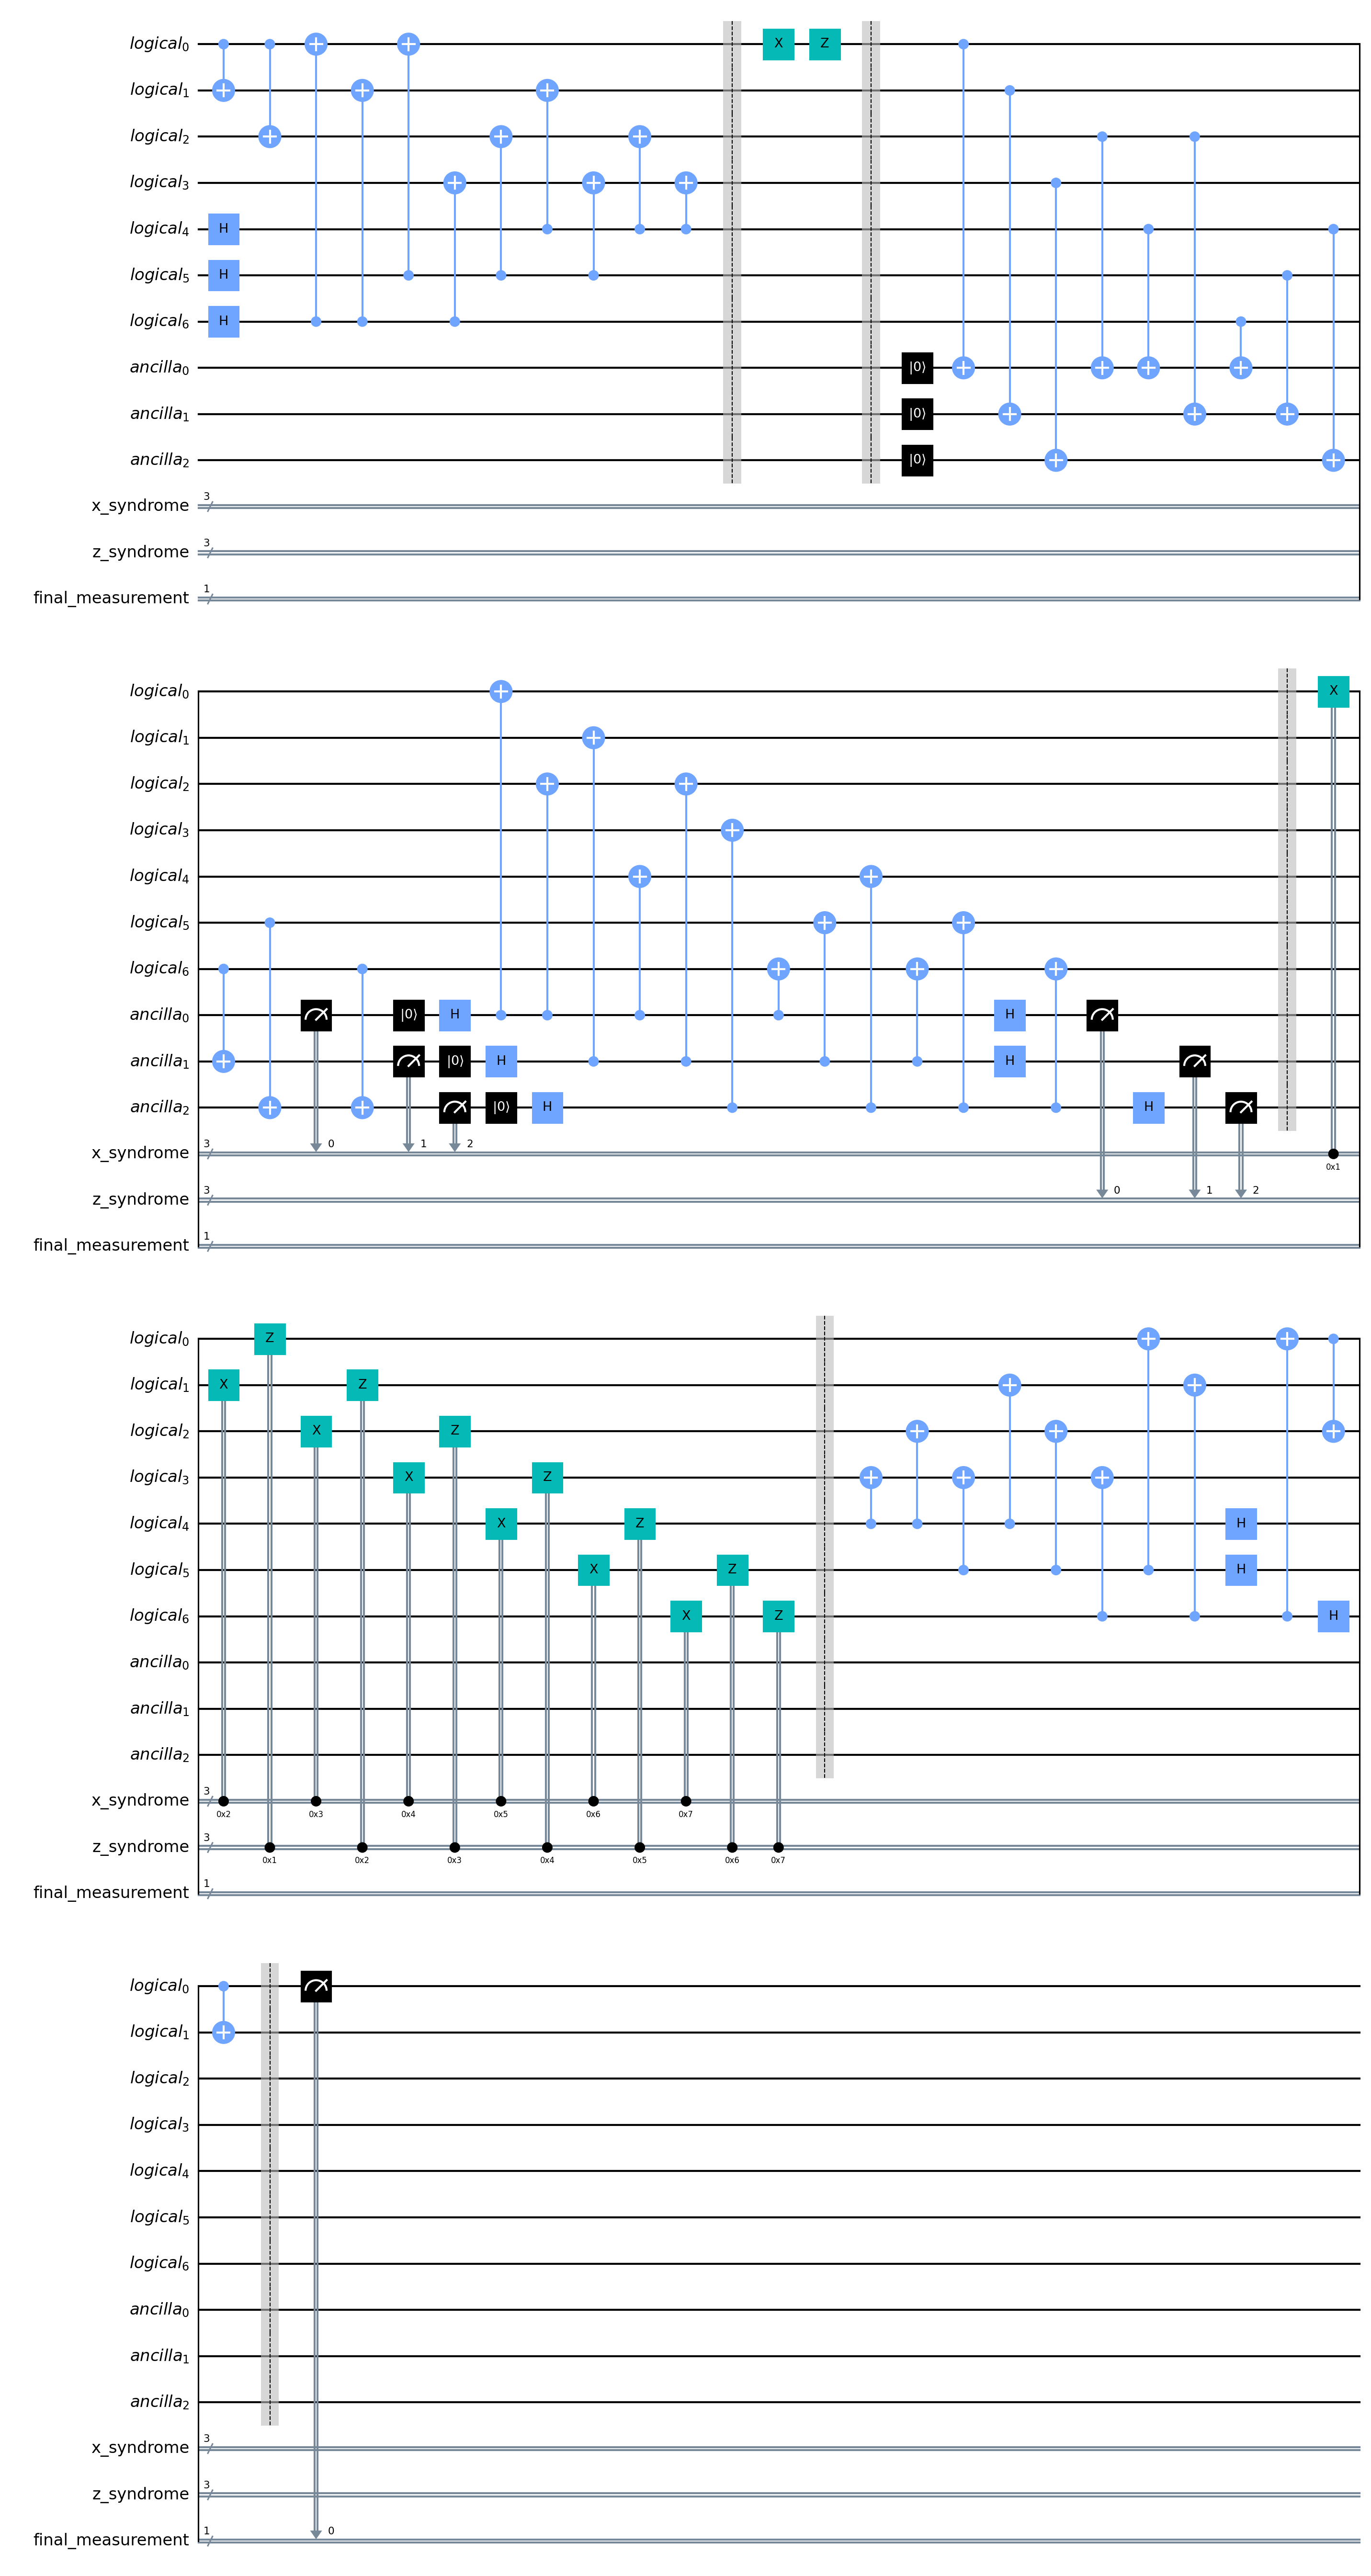 logical0 X Z
logical1
logical2
logical3
logical4 H
logical5 H
logical6 H
ancilla0 |0⟩
ancilla1 |0⟩
ancilla2 |0⟩
x_syndrome 3
z_syndrome 3
final_measurement 1
logical0 X
logical1
logical2
logical3
logical4
logical5
logical6
ancilla0 |0⟩ H H
ancilla1 |0⟩ H H
ancilla2 |0⟩ H H
x_syndrome 3 0 1 2 0x1
z_syndrome 3 0 1 2
final_measurement 1
logical0 Z
logical1 X Z
logical2 X Z
logical3 X Z
logical4 X Z H
logical5 X Z H
logical6 X Z H
ancilla0
ancilla1
ancilla2
x_syndrome 3 0x2 0x3 0x4 0x5 0x6 0x7
z_syndrome 3 0x1 0x2 0x3 0x4 0x5 0x6 0x7
final_measurement 1
logical0
logical1
logical2
logical3
logical4
logical5
logical6
ancilla0
ancilla1
ancilla2
x_syndrome 3
z_syndrome 3
final_measurement 1 0